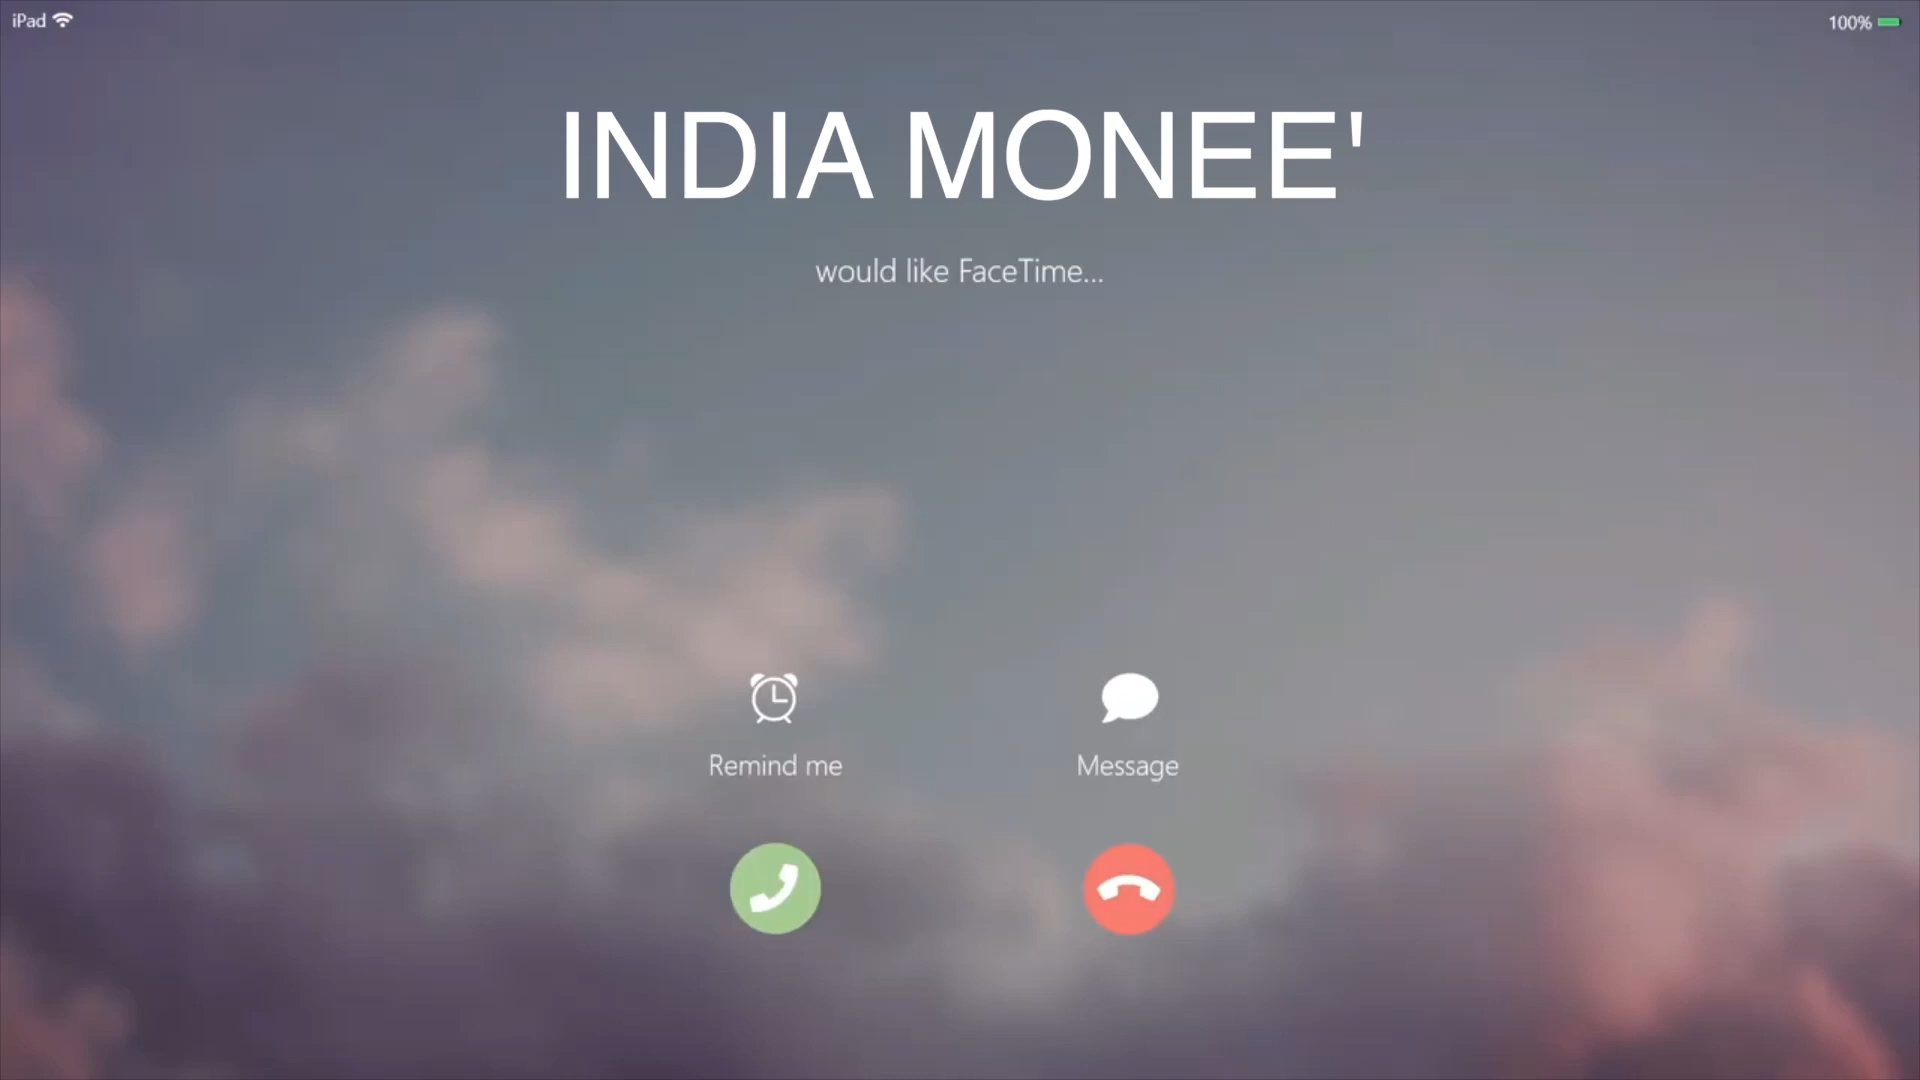 iPad
100%
INDIA MONEE'
would like FaceTime...
Remind me
Message